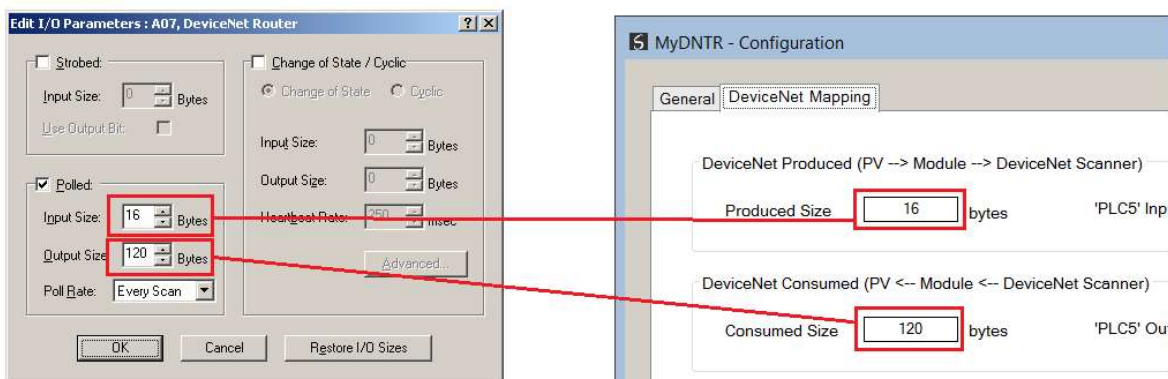 Edit I/O Parameters : A07, DeviceNet Router
Strobed:
Input Size: 0 Bytes
Use Output Bit:
Polled:
Input Size: 16 Bytes
Output Size 120 Bytes
Poll Rate: Every Scan
Change of State / Cyclic
Change of State Cyclic
Input Size: 0 Bytes
Output Size: 0 Bytes
Heartbeat Rate: 250 msec
Advanced...
OK Cancel Restore I/O Sizes
MyDNTR - Configuration
General DeviceNet Mapping
DeviceNet Produced (PV --> Module --> DeviceNet Scanner)
Produced Size 16 bytes 'PLC5' Inp
DeviceNet Consumed (PV <-- Module <-- DeviceNet Scanner)
Consumed Size 120 bytes 'PLC5' Ou